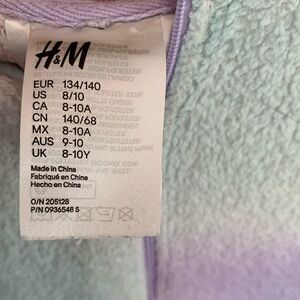 H&M
EUR 134/140
US 8/10
CA 8-10A
CN 140/68
MX 8-10A
AUS 9-10
UK 8-10Y
Made in China
Fabriqué en Chine
Hecho en China
O/N 205128
P/N 0936548 5